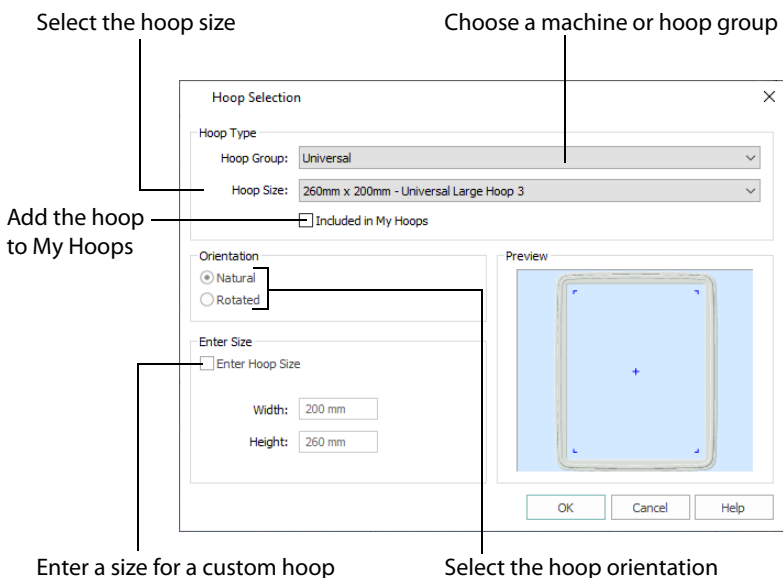 Select the hoop size
Choose a machine or hoop group
Hoop Selection
Hoop Type
Hoop Group: Universal
Hoop Size: 260mm x 200mm - Universal Large Hoop 3
Add the hoop
to My Hoops
Included in My Hoops
Orientation
Natural
Rotated
Preview
Enter Size
Enter Hoop Size
Width: 200 mm
Height: 260 mm
OK Cancel Help
Enter a size for a custom hoop
Select the hoop orientation